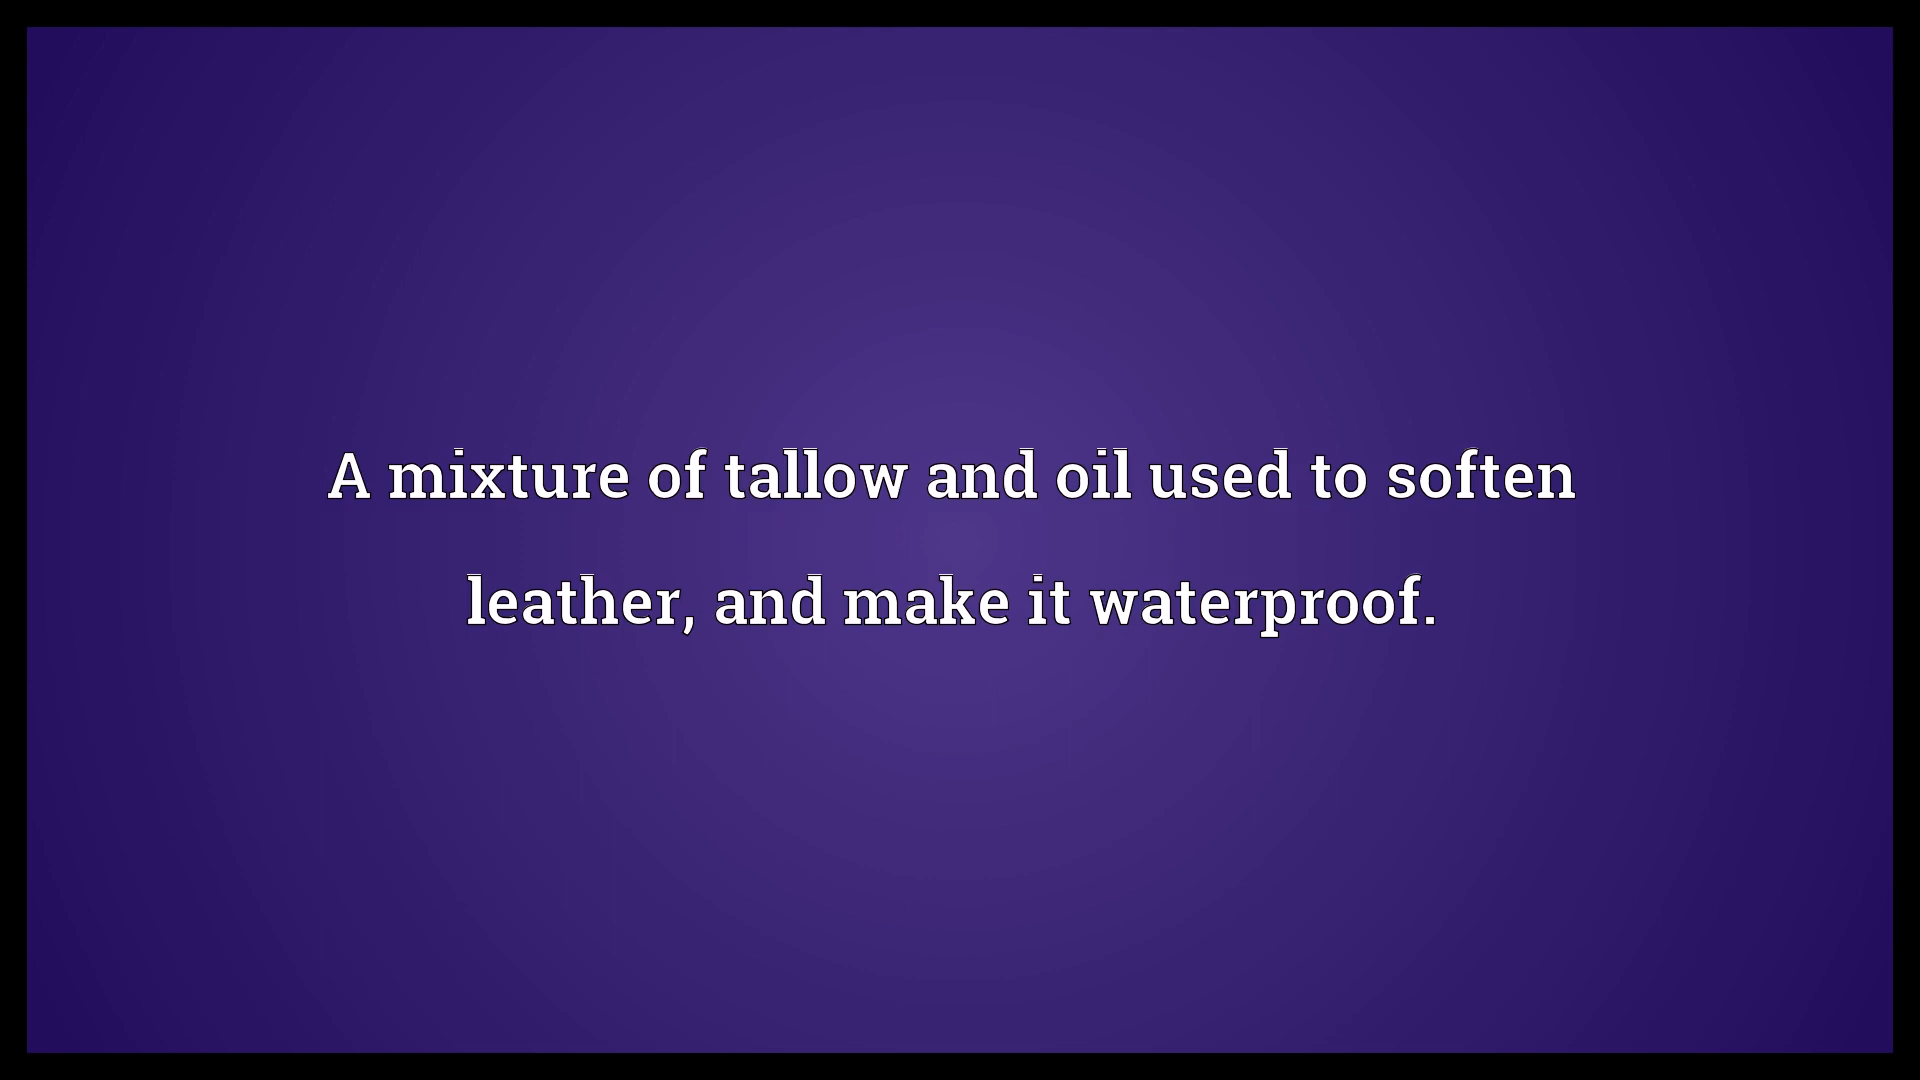 A mixture of tallow and oil used to soften
leather, and make it waterproof.